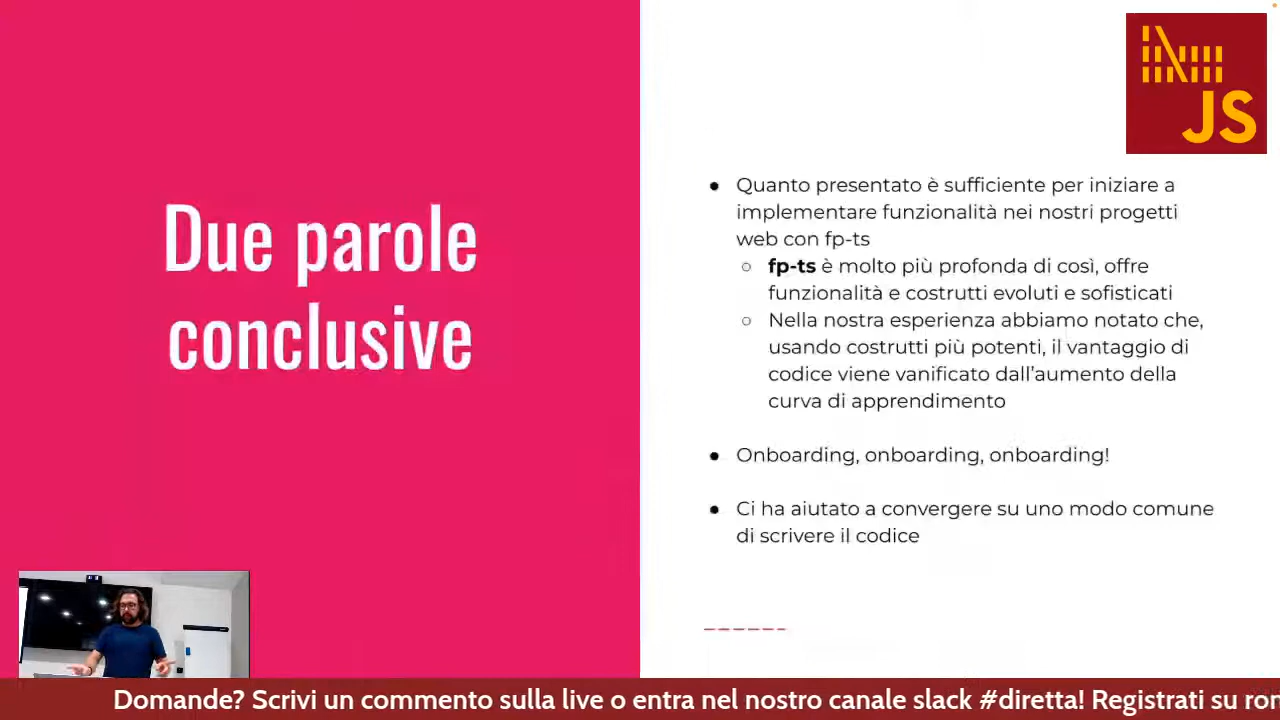 JS
Due parole
conclusive
● Quanto presentato è sufficiente per iniziare a
implementare funzionalità nei nostri progetti
web con fp-ts
○ fp-ts è molto più profonda di così, offre
funzionalità e costrutti evoluti e sofisticati
○ Nella nostra esperienza abbiamo notato che,
usando costrutti più potenti, il vantaggio di
codice viene vanificato dall'aumento della
curva di apprendimento
● Onboarding, onboarding, onboarding!
● Ci ha aiutato a convergere su uno modo comune
di scrivere il codice
Domande? Scrivi un commento sulla live o entra nel nostro canale slack #diretta! Registrati su